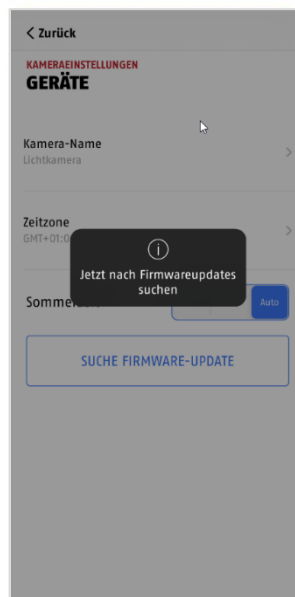 < Zurück
KAMERAEINSTELLUNGEN
GERÄTE
Kamera-Name
Lichtkamera
Zeitzone
Jetzt nach Firmwareupdates
suchen
Auto
SUCHE FIRMWARE-UPDATE